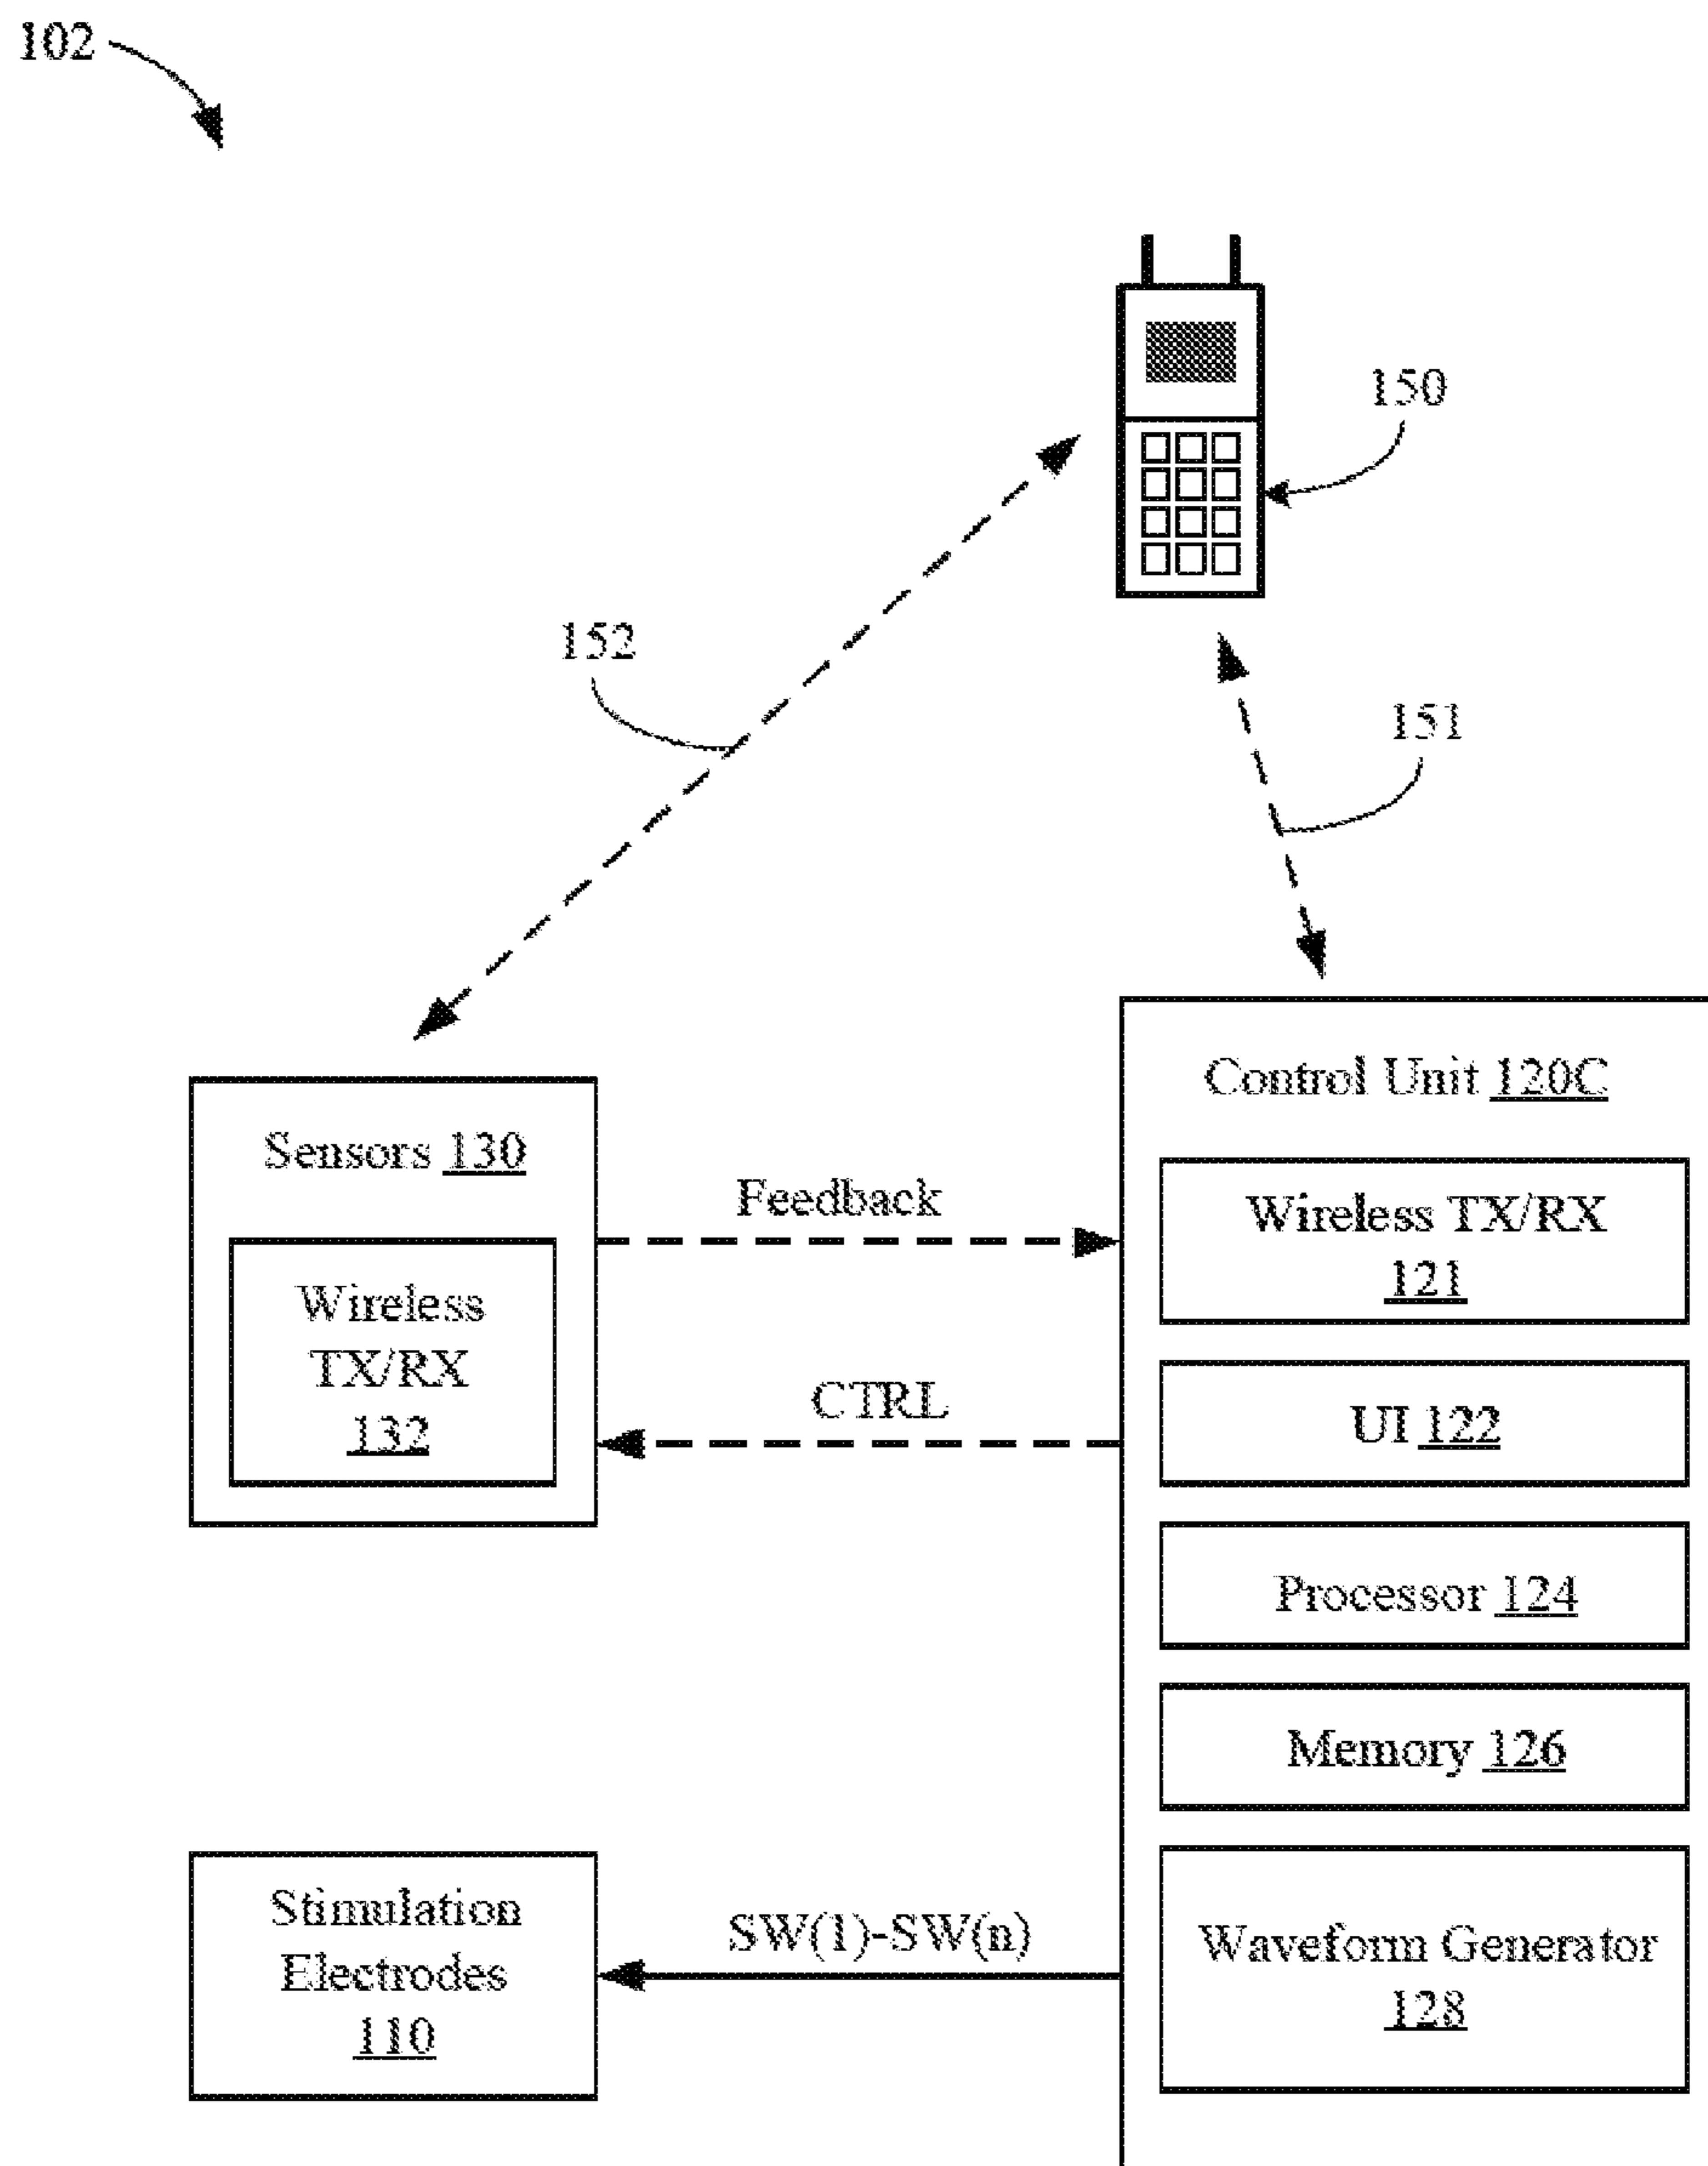 102
150
152
151
Control Unit 120C
Sensors 130
Feedback
Wireless TX/RX
121
Wireless
TX/RX
132
CTRL
UI 122
Processor 124
Memory 126
Stimulation
Electrodes
110
SW(1)-SW(n)
Waveform Generator
128